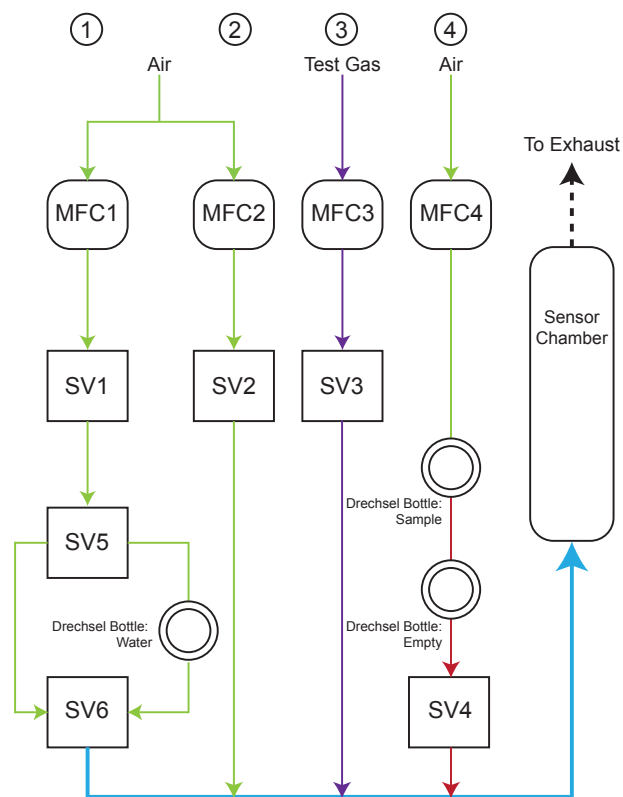 1
2
3
4
Air
Test Gas
Air
To Exhaust
MFC1
MFC2
MFC3
MFC4
Sensor
Chamber
SV1
SV2
SV3
Drechsel Bottle:
Sample
SV5
Drechsel Bottle:
Water
Drechsel Bottle:
Empty
SV6
SV4